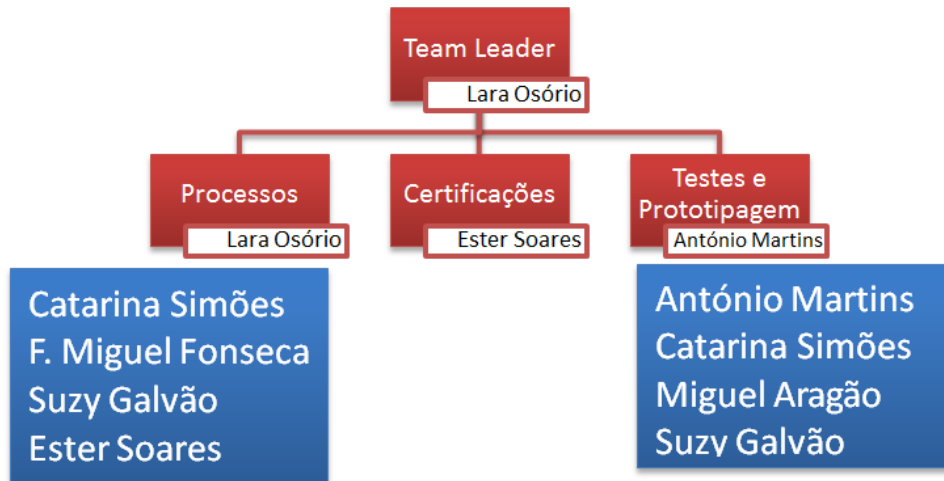 Team Leader
Lara Osório
Processos
Lara Osório
Certificações
Ester Soares
Testes e
Prototipagem
António Martins
Catarina Simões
F. Miguel Fonseca
Suzy Galvão
Ester Soares
António Martins
Catarina Simões
Miguel Aragão
Suzy Galvão